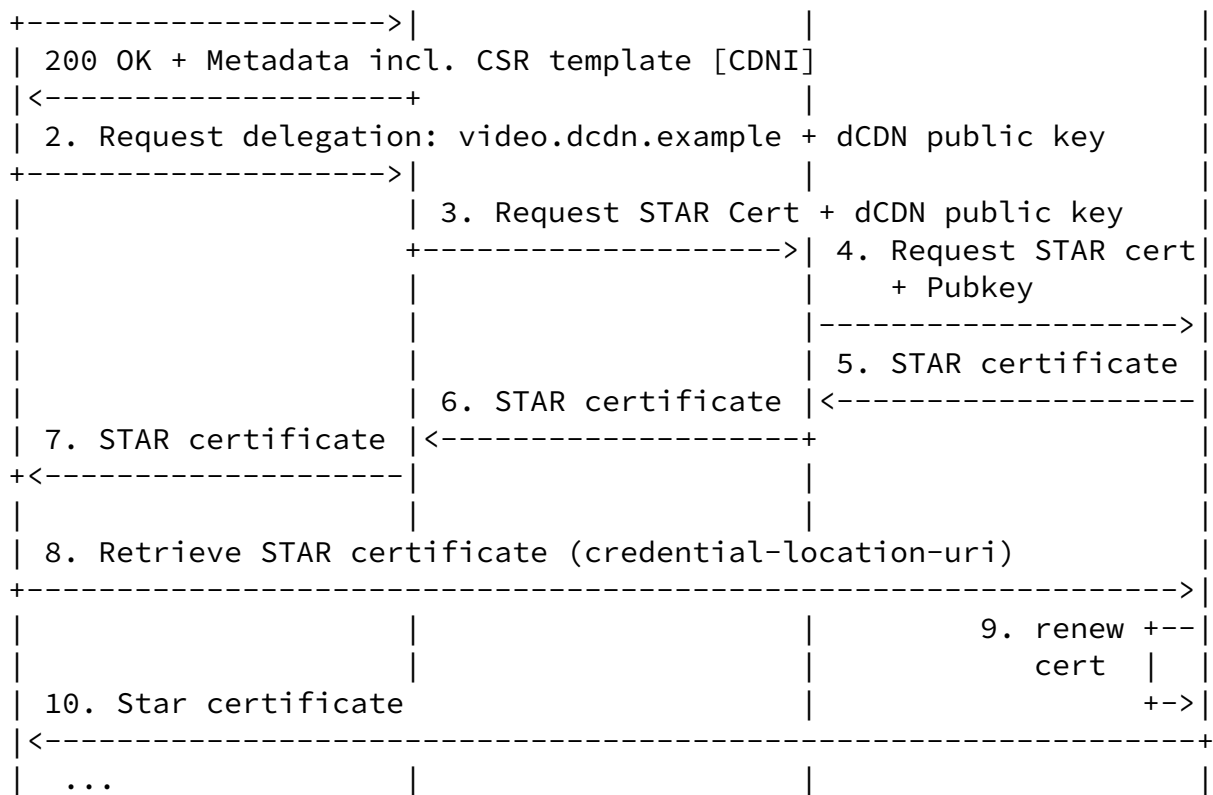 +-------------------->|                     |                     |
| 200 OK + Metadata incl. CSR template [CDNI]                     |
|<--------------------+                     |                     |
| 2. Request delegation: video.dcdn.example + dCDN public key     |
+-------------------->|                     |                     |
|                     | 3. Request STAR Cert + dCDN public key    |
|                     +-------------------->| 4. Request STAR cert|
|                     |                     |    + Pubkey         |
|                     |                     |-------------------->|
|                     |                     | 5. STAR certificate |
|                     | 6. STAR certificate |<--------------------|
| 7. STAR certificate |<--------------------+                     |
+<--------------------|                     |                     |
|                     |                     |                     |
| 8. Retrieve STAR certificate (credential-location-uri)          |
+---------------------------------------------------------------->|
|                     |                     |         9. renew +--|
|                     |                     |            cert  |  |
| 10. Star certificate                      |                  +->|
|<----------------------------------------------------------------+
|  ...                |                     |                     |